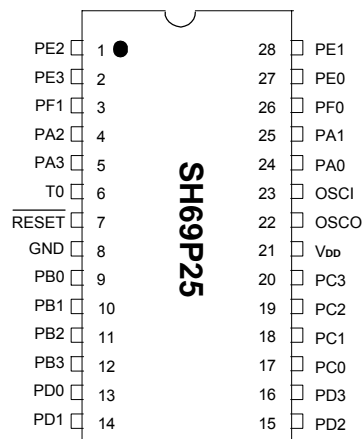 PE2 1 28 PE1
PE3 2 27 PE0
PF1 3 26 PF0
PA2 4 25 PA1
PA3 5 24 PA0
T0 6 23 OSCI
RESET 7 22 OSCO
GND 8 21 VDD
PB0 9 20 PC3
PB1 10 19 PC2
PB2 11 18 PC1
PB3 12 17 PC0
PD0 13 16 PD3
PD1 14 15 PD2
SH69P25